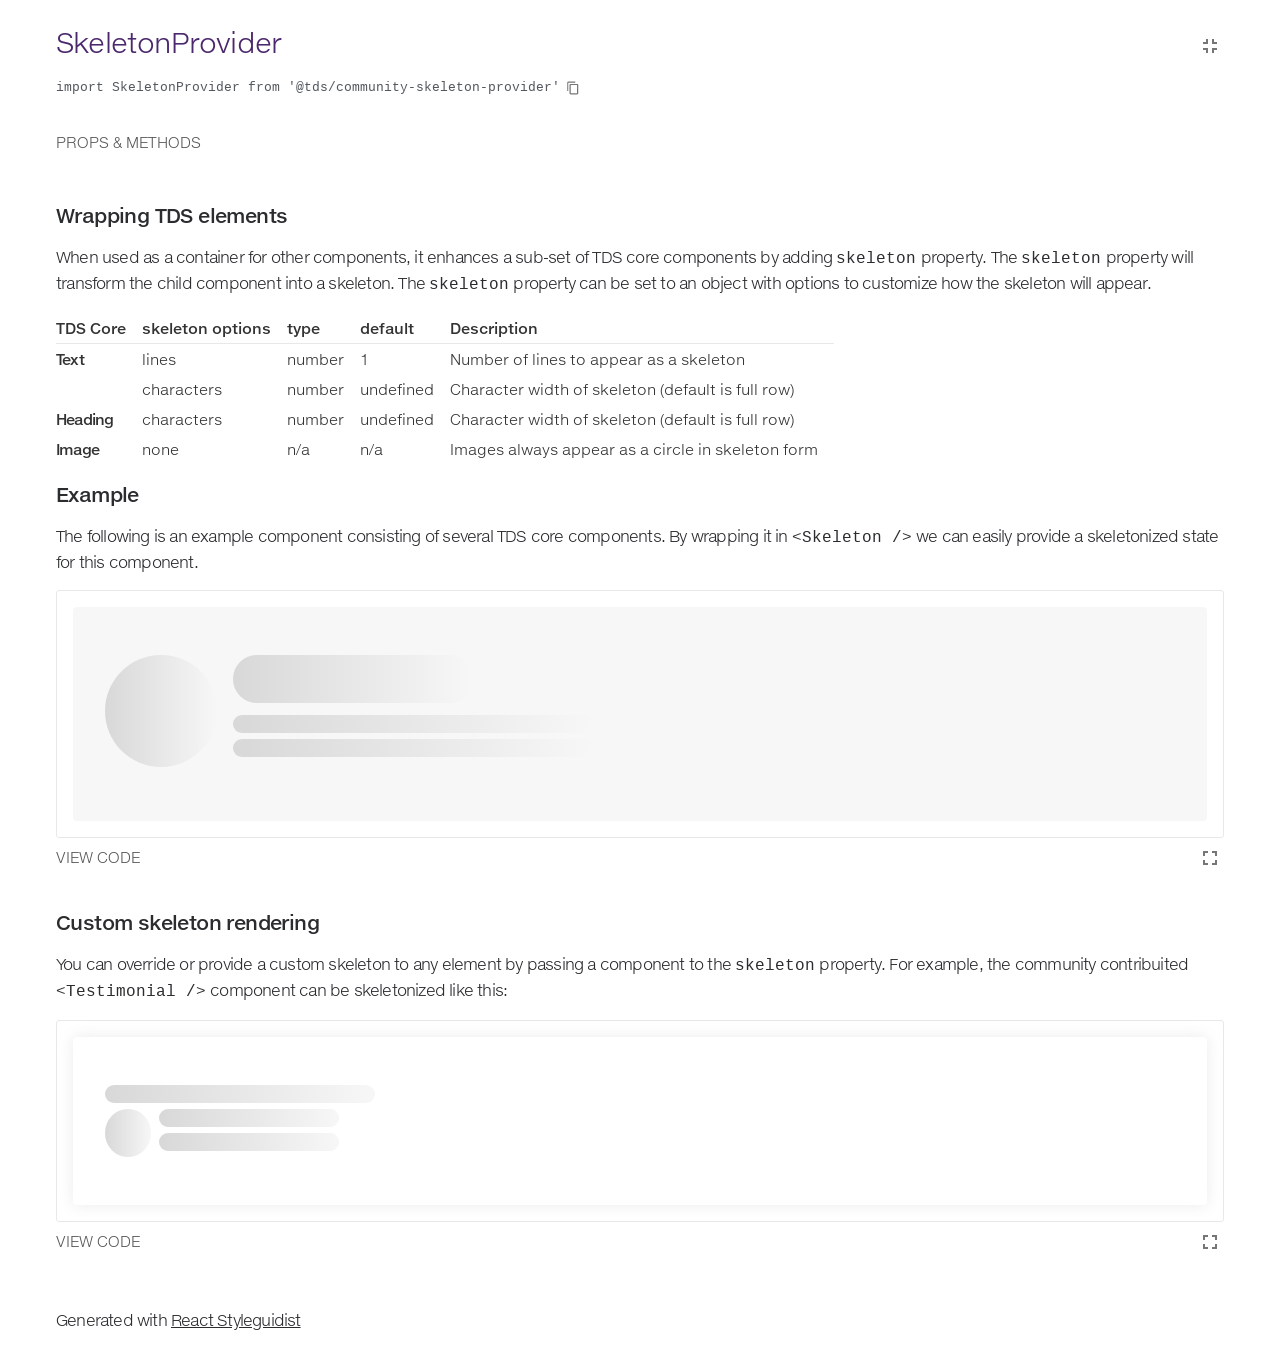 SkeletonProvider
import SkeletonProvider from '@tds/community-skeleton-provider'
PROPS & METHODS
Wrapping TDS elements
When used as a container for other components, it enhances a sub-set of TDS core components by adding skeleton property. The skeleton property will
transform the child component into a skeleton. The skeleton property can be set to an object with options to customize how the skeleton will appear.
TDS Core skeleton options type default Description
Text lines number 1 Number of lines to appear as a skeleton
characters number undefined Character width of skeleton (default is full row)
Heading characters number undefined Character width of skeleton (default is full row)
Image none n/a n/a Images always appear as a circle in skeleton form
Example
The following is an example component consisting of several TDS core components. By wrapping it in <Skeleton /> we can easily provide a skeletonized state
for this component.
VIEW CODE
Custom skeleton rendering
You can override or provide a custom skeleton to any element by passing a component to the skeleton property. For example, the community contribuited
<Testimonial /> component can be skeletonized like this:
VIEW CODE
Generated with React Styleguidist